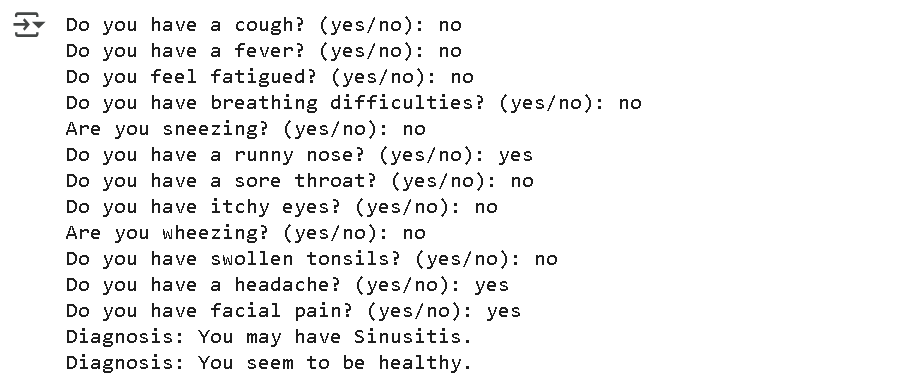 Do you have a cough? (yes/no): no
Do you have a fever? (yes/no): no
Do you feel fatigued? (yes/no): no
Do you have breathing difficulties? (yes/no): no
Are you sneezing? (yes/no): no
Do you have a runny nose? (yes/no): yes
Do you have a sore throat? (yes/no): no
Do you have itchy eyes? (yes/no): no
Are you wheezing? (yes/no): no
Do you have swollen tonsils? (yes/no): no
Do you have a headache? (yes/no): yes
Do you have facial pain? (yes/no): yes
Diagnosis: You may have Sinusitis.
Diagnosis: You seem to be healthy.